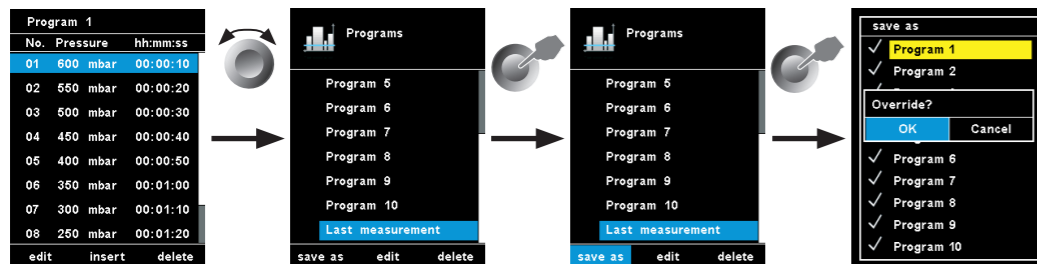 Program 1
No. Pressure hh:mm:ss
01 600 mbar 00:00:10
02 550 mbar 00:00:20
03 500 mbar 00:00:30
04 450 mbar 00:00:40
05 400 mbar 00:00:50
06 350 mbar 00:01:00
07 300 mbar 00:01:10
08 250 mbar 00:01:20
edit insert delete
Programs
Program 5
Program 6
Program 7
Program 8
Program 9
Program 10
Last measurement
save as edit delete
Programs
Program 5
Program 6
Program 7
Program 8
Program 9
Program 10
Last measurement
save as edit delete
save as
Program 1
Program 2
Override?
OK Cancel
Program 6
Program 7
Program 8
Program 9
Program 10